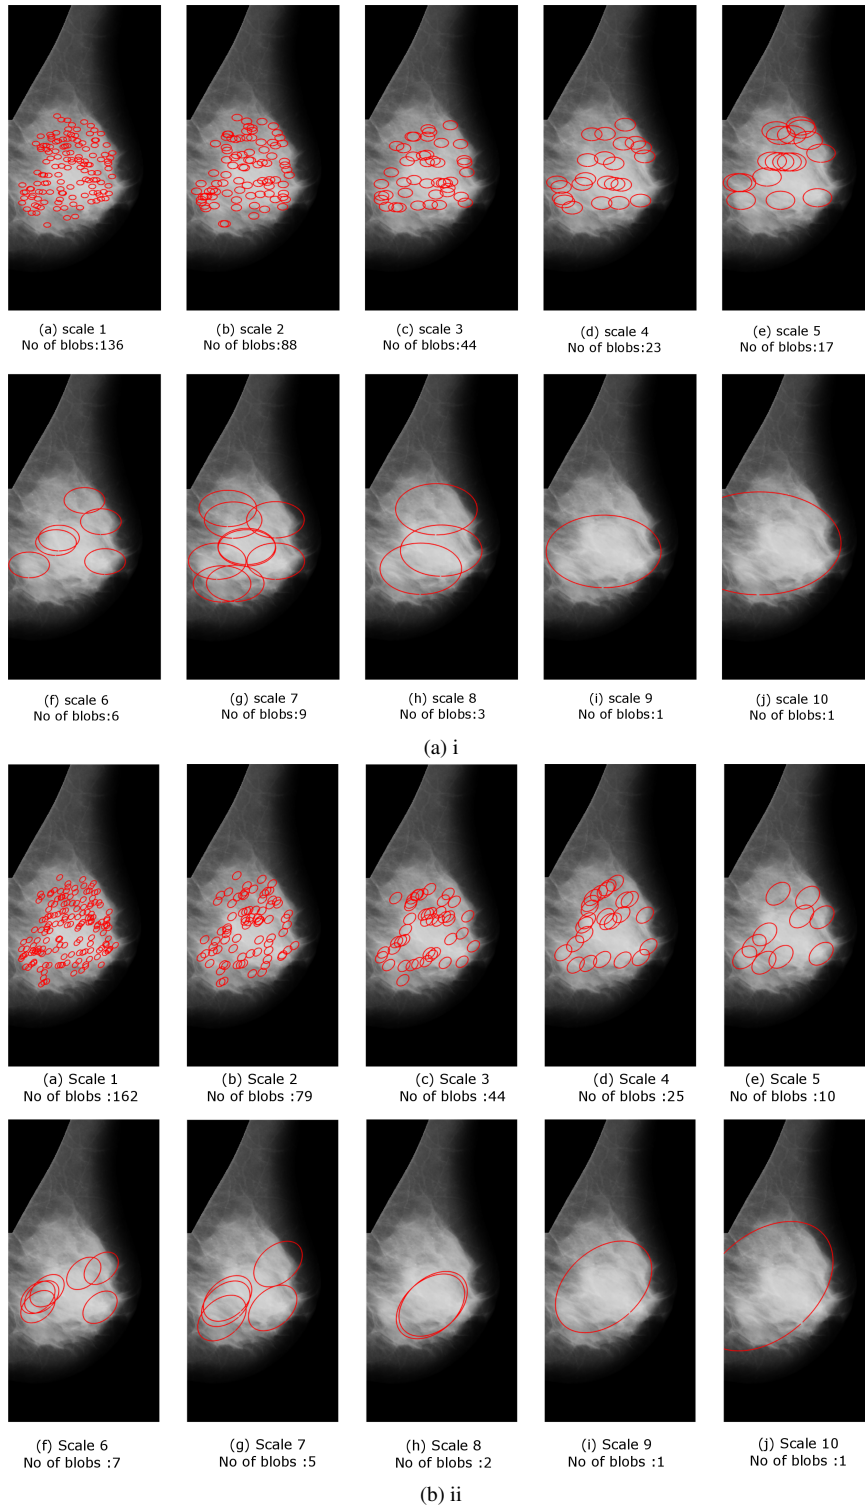 (a) scale 1
No of blobs:136
(b) scale 2
No of blobs:88
(c) scale 3
No of blobs:44
(d) scale 4
No of blobs:23
(e) scale 5
No of blobs:17
(f) scale 6
No of blobs:6
(g) scale 7
No of blobs:9
(h) scale 8
No of blobs:3
(i) scale 9
No of blobs:1
(j) scale 10
No of blobs:1
(a) i
(a) Scale 1
No of blobs :162
(b) Scale 2
No of blobs :79
(c) Scale 3
No of blobs :44
(d) Scale 4
No of blobs :25
(e) Scale 5
No of blobs :10
(f) Scale 6
No of blobs :7
(g) Scale 7
No of blobs :5
(h) Scale 8
No of blobs :2
(i) Scale 9
No of blobs :1
(j) Scale 10
No of blobs :1
(b) ii